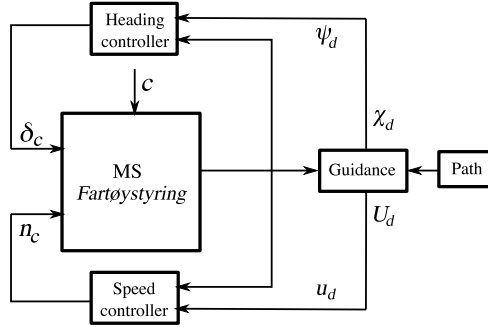 Heading
controller
ψd
c
χd
δc
MS
Fartøystyring
Guidance
Path
nc
Ud
Speed
controller
ud